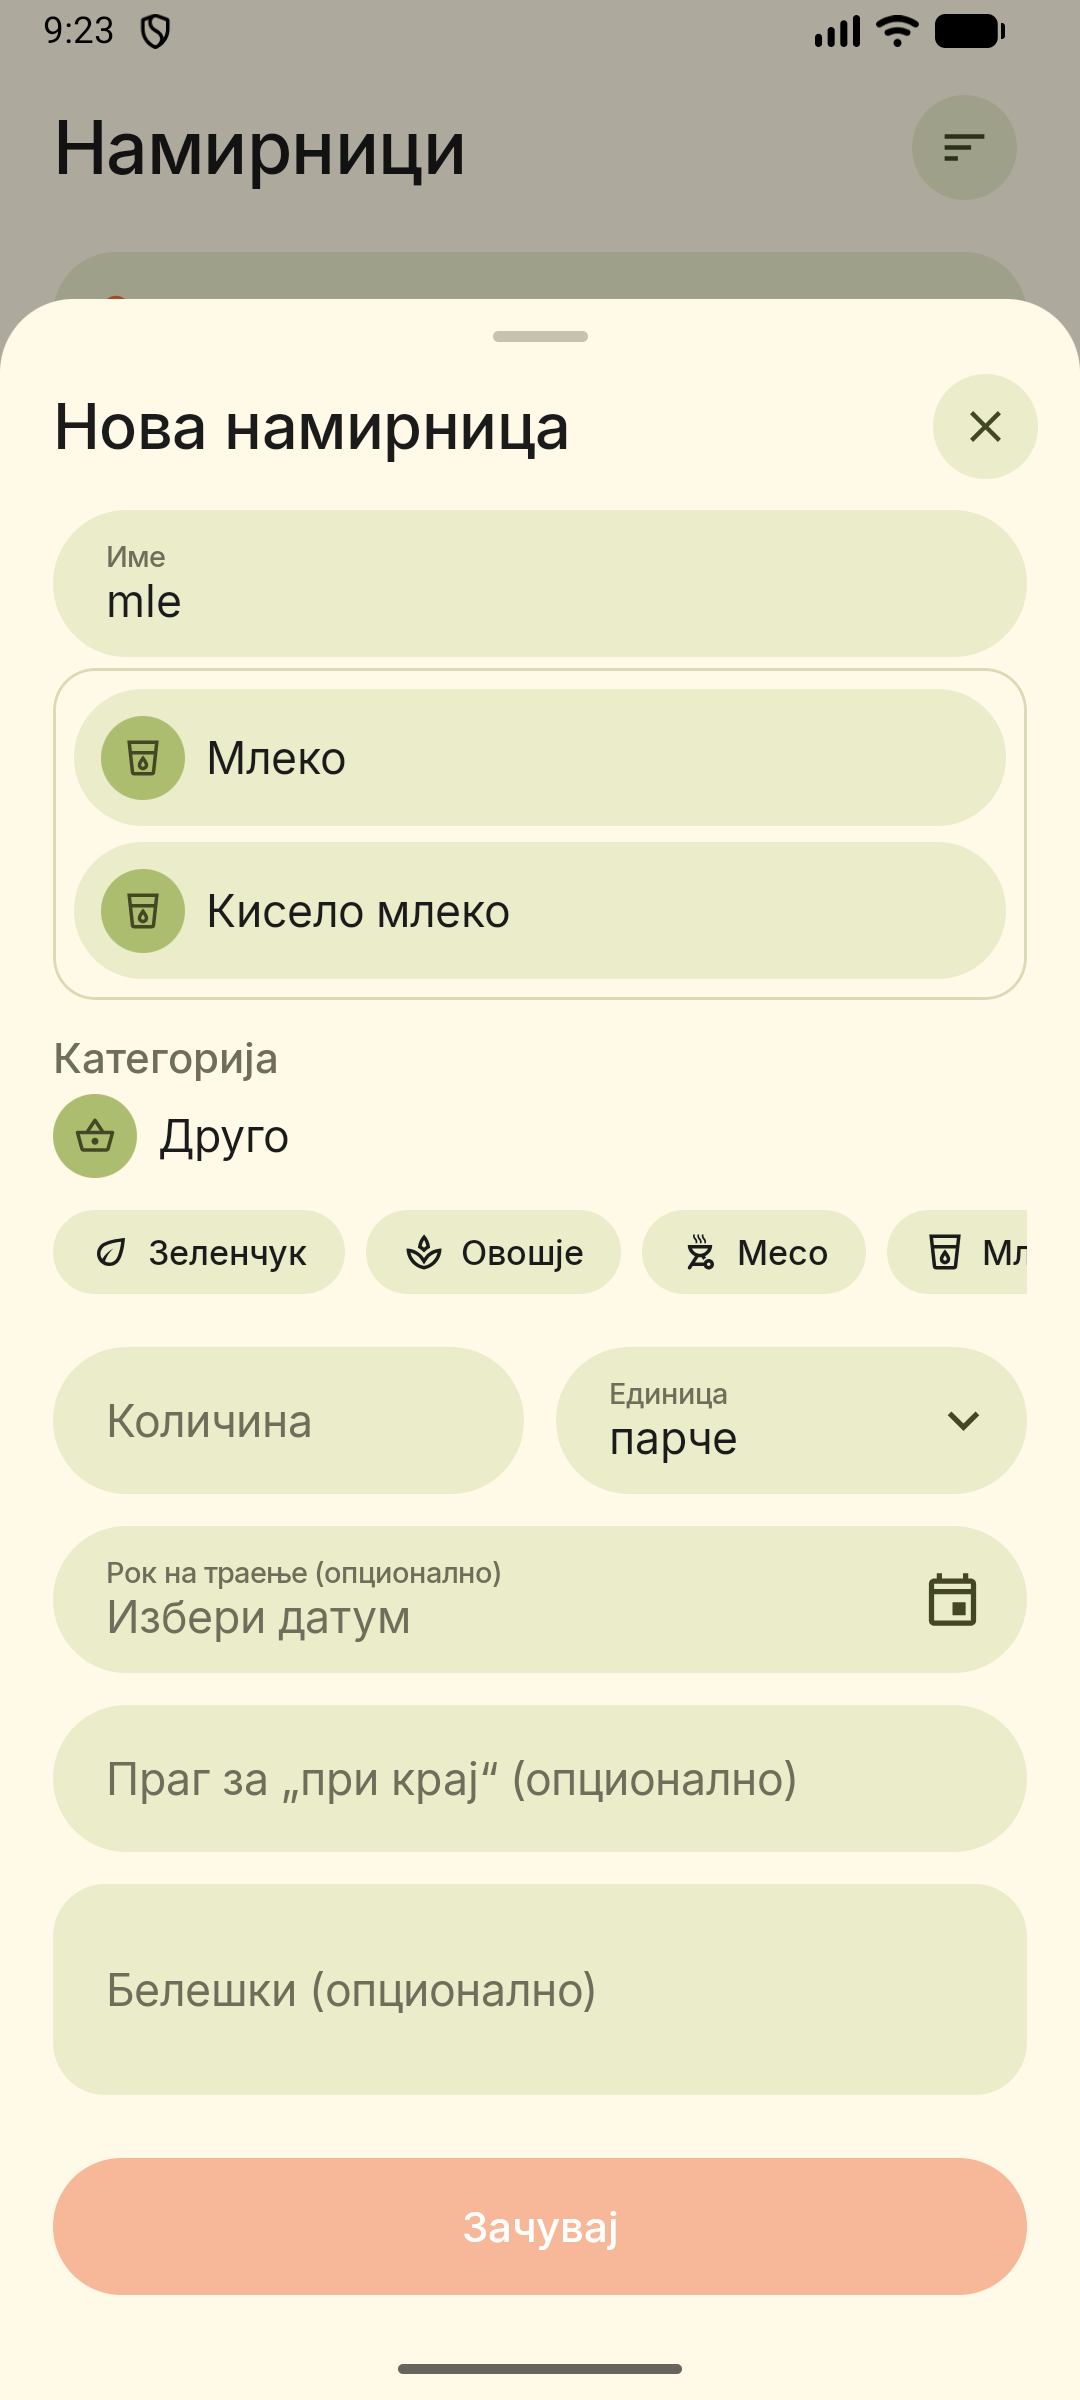 9:23
Намирници
Нова намирница
Име
mle
Млеко
Кисело млеко
Категорија
Друго
Зеленчук
Овошје
Месо
Мл
Количина
Единица
парче
Рок на траење (опционално)
Избери датум
Праг за „при крај“ (опционално)
Белешки (опционално)
Зачувај